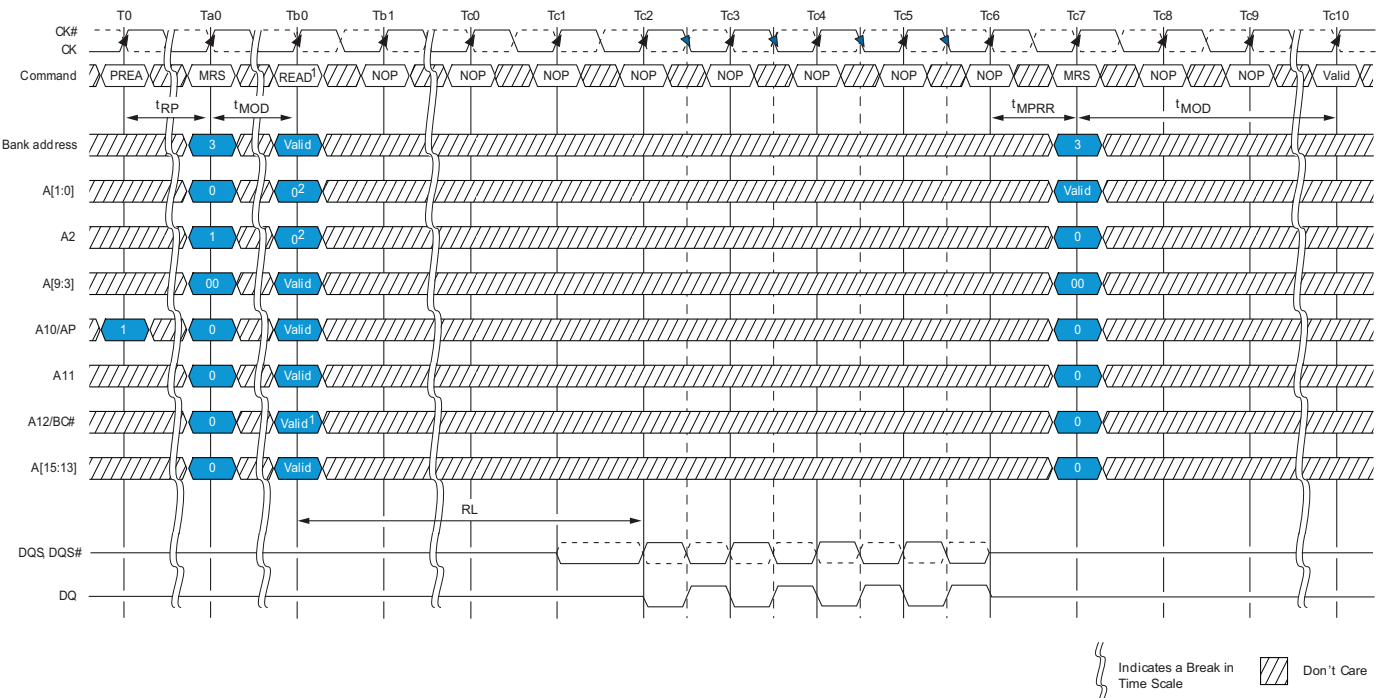 T0 Ta0 Tb0 Tb1 Tc0 Tc1 Tc2 Tc3 Tc4 Tc5 Tc6 Tc7 Tc8 Tc9 Tc10
CK#
CK
Command PREA MRS READ1 NOP NOP NOP NOP NOP NOP NOP NOP MRS NOP NOP Valid
tRP tMOD tMPRR tMOD
Bank address 3 Valid 3
A[1:0] 0 02 Valid
A2 1 02 0
A[9:3] 00 Valid 00
A10/AP 1 0 Valid 0
A11 0 Valid 0
A12/BC# 0 Valid1 0
A[15:13] 0 Valid 0
RL
DQS, DQS#
DQ
Indicates a Break in
Time Scale
Don't Care